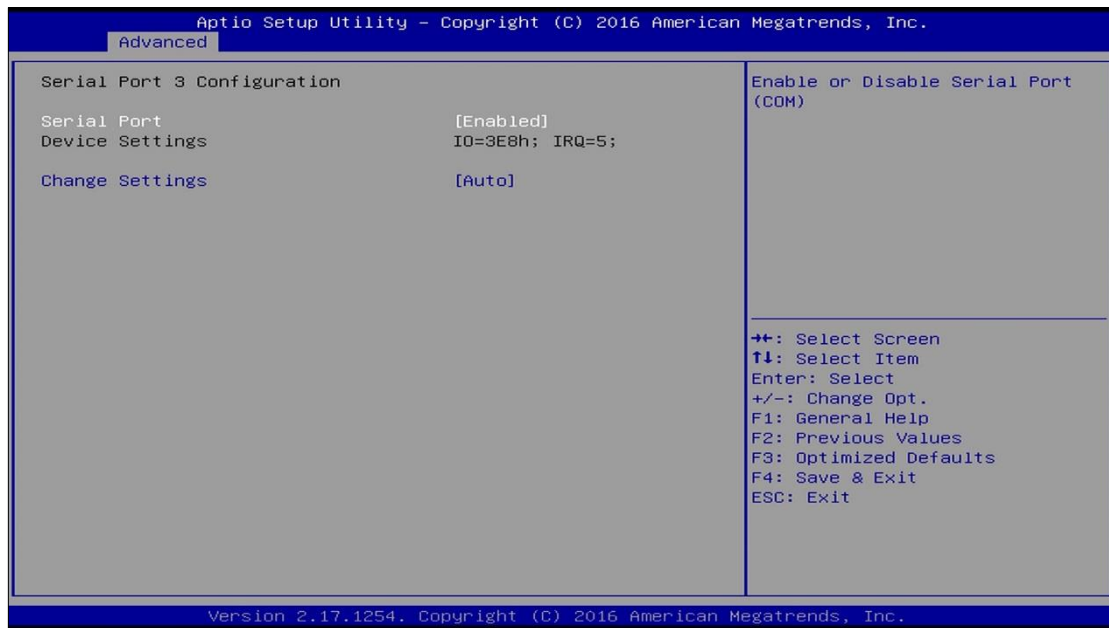 Aptio Setup Utility – Copyright (C) 2016 American Megatrends, Inc.
Advanced
Serial Port 3 Configuration
Serial Port [Enabled]
Device Settings IO=3E8h; IRQ=5;
Change Settings [Auto]
Enable or Disable Serial Port
(COM)
→←: Select Screen
↑↓: Select Item
Enter: Select
+/-: Change Opt.
F1: General Help
F2: Previous Values
F3: Optimized Defaults
F4: Save & Exit
ESC: Exit
Version 2.17.1254. Copyright (C) 2016 American Megatrends, Inc.